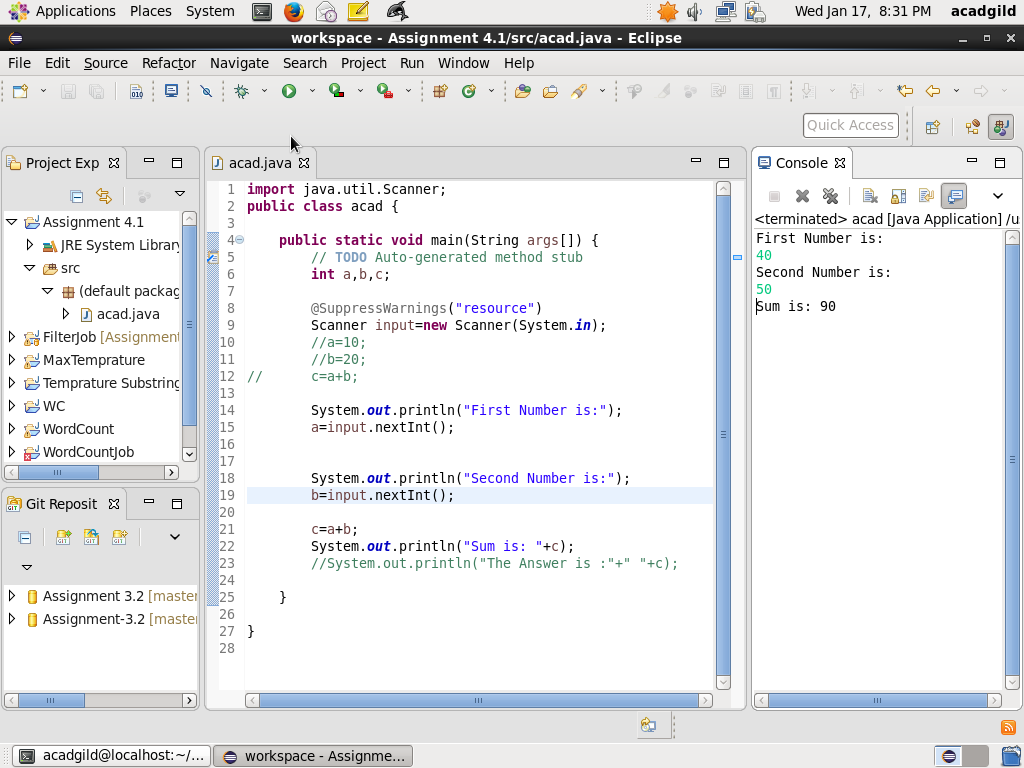 Applications Places System Wed Jan 17, 8:31 PM acadgild
workspace - Assignment 4.1/src/acad.java - Eclipse
File Edit Source Refactor Navigate Search Project Run Window Help
Quick Access
Project Exp
Assignment 4.1
JRE System Library
src
(default packag
acad.java
FilterJob [Assignment
MaxTemprature
Temprature Substring
WC
WordCount
WordCountJob
Git Reposit
Assignment 3.2 [master
Assignment-3.2 [master
acad.java
1 import java.util.Scanner;
2 public class acad {
3
4 public static void main(String args[]) {
5 // TODO Auto-generated method stub
6 int a,b,c;
7
8 @SuppressWarnings("resource")
9 Scanner input=new Scanner(System.in);
10 //a=10;
11 //b=20;
12 // c=a+b;
13
14 System.out.println("First Number is:");
15 a=input.nextInt();
16
17
18 System.out.println("Second Number is:");
19 b=input.nextInt();
20
21 c=a+b;
22 System.out.println("Sum is: "+c);
23 //System.out.println("The Answer is :"+" "+c);
24
25 }
26
27 }
28
Console
<terminated> acad [Java Application] /u
First Number is:
40
Second Number is:
50
Sum is: 90
acadgild@localhost:~/...
workspace - Assignme...